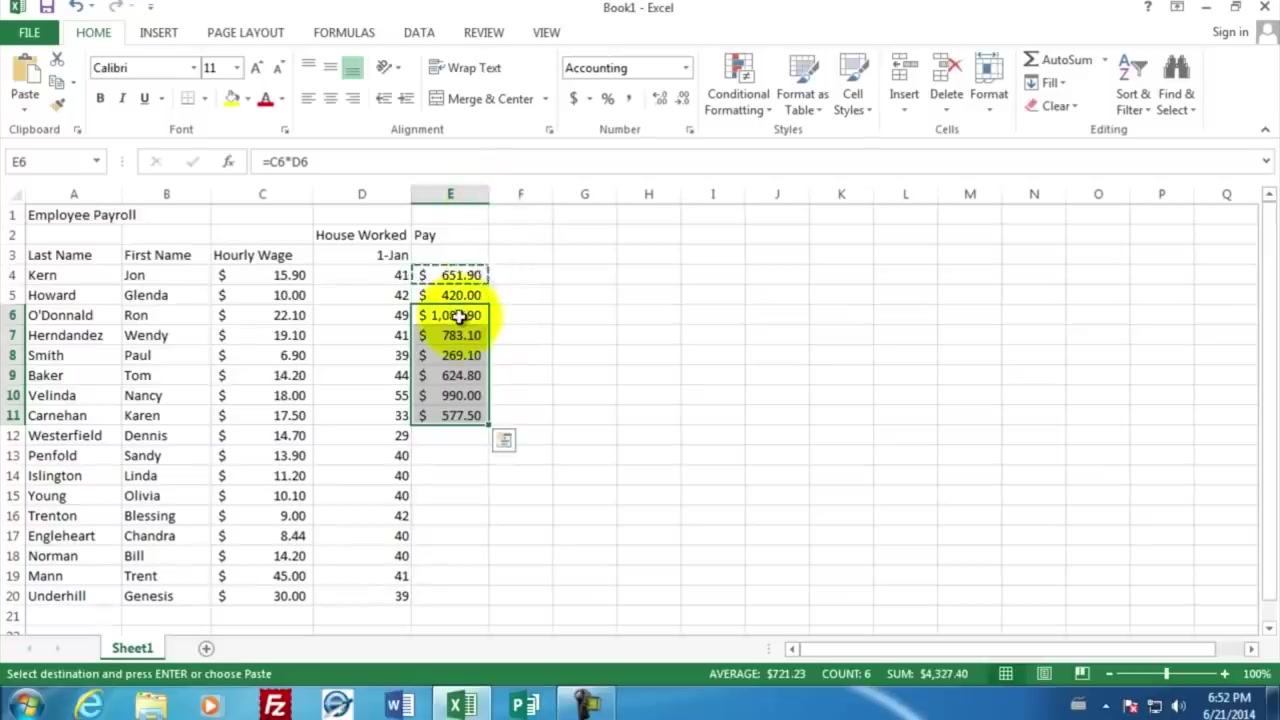 Book1 - Excel
FILE HOME INSERT PAGE LAYOUT FORMULAS DATA REVIEW VIEW Sign in
Paste Calibri 11 Wrap Text Accounting Conditional Formatting Format as Table Cell Styles Insert Delete Format AutoSum Sort & Filter Find & Select
B I U Merge & Center $ % Fill
Clear
Clipboard Font Alignment Number Styles Cells Editing
E6 fx =C6*D6
A B C D E F G H I J K L M N O P Q
1 Employee Payroll
2 House Worked Pay
3 Last Name First Name Hourly Wage 1-Jan
4 Kern Jon $ 15.90 41 $ 651.90
5 Howard Glenda $ 10.00 42 $ 420.00
6 O'Donnald Ron $ 22.10 49 $
7 Herndandez Wendy $ 19.10 41 $ 783.10
8 Smith Paul $ 6.90 39 $ 269.10
9 Baker Tom $ 14.20 44 $ 624.80
10 Velinda Nancy $ 18.00 55 $ 990.00
11 Carnehan Karen $ 17.50 33 $ 577.50
12 Westerfield Dennis $ 14.70 29
13 Penfold Sandy $ 13.90 40
14 Islington Linda $ 11.20 40
15 Young Olivia $ 10.10 40
16 Trenton Blessing $ 9.00 42
17 Engleheart Chandra $ 8.44 40
18 Norman Bill $ 14.20 40
19 Mann Trent $ 45.00 41
20 Underhill Genesis $ 30.00 39
21
Sheet1
Select destination and press ENTER or choose Paste AVERAGE: $721.23 COUNT: 6 SUM: $4,327.40 100%
6:52 PM
6/21/2014